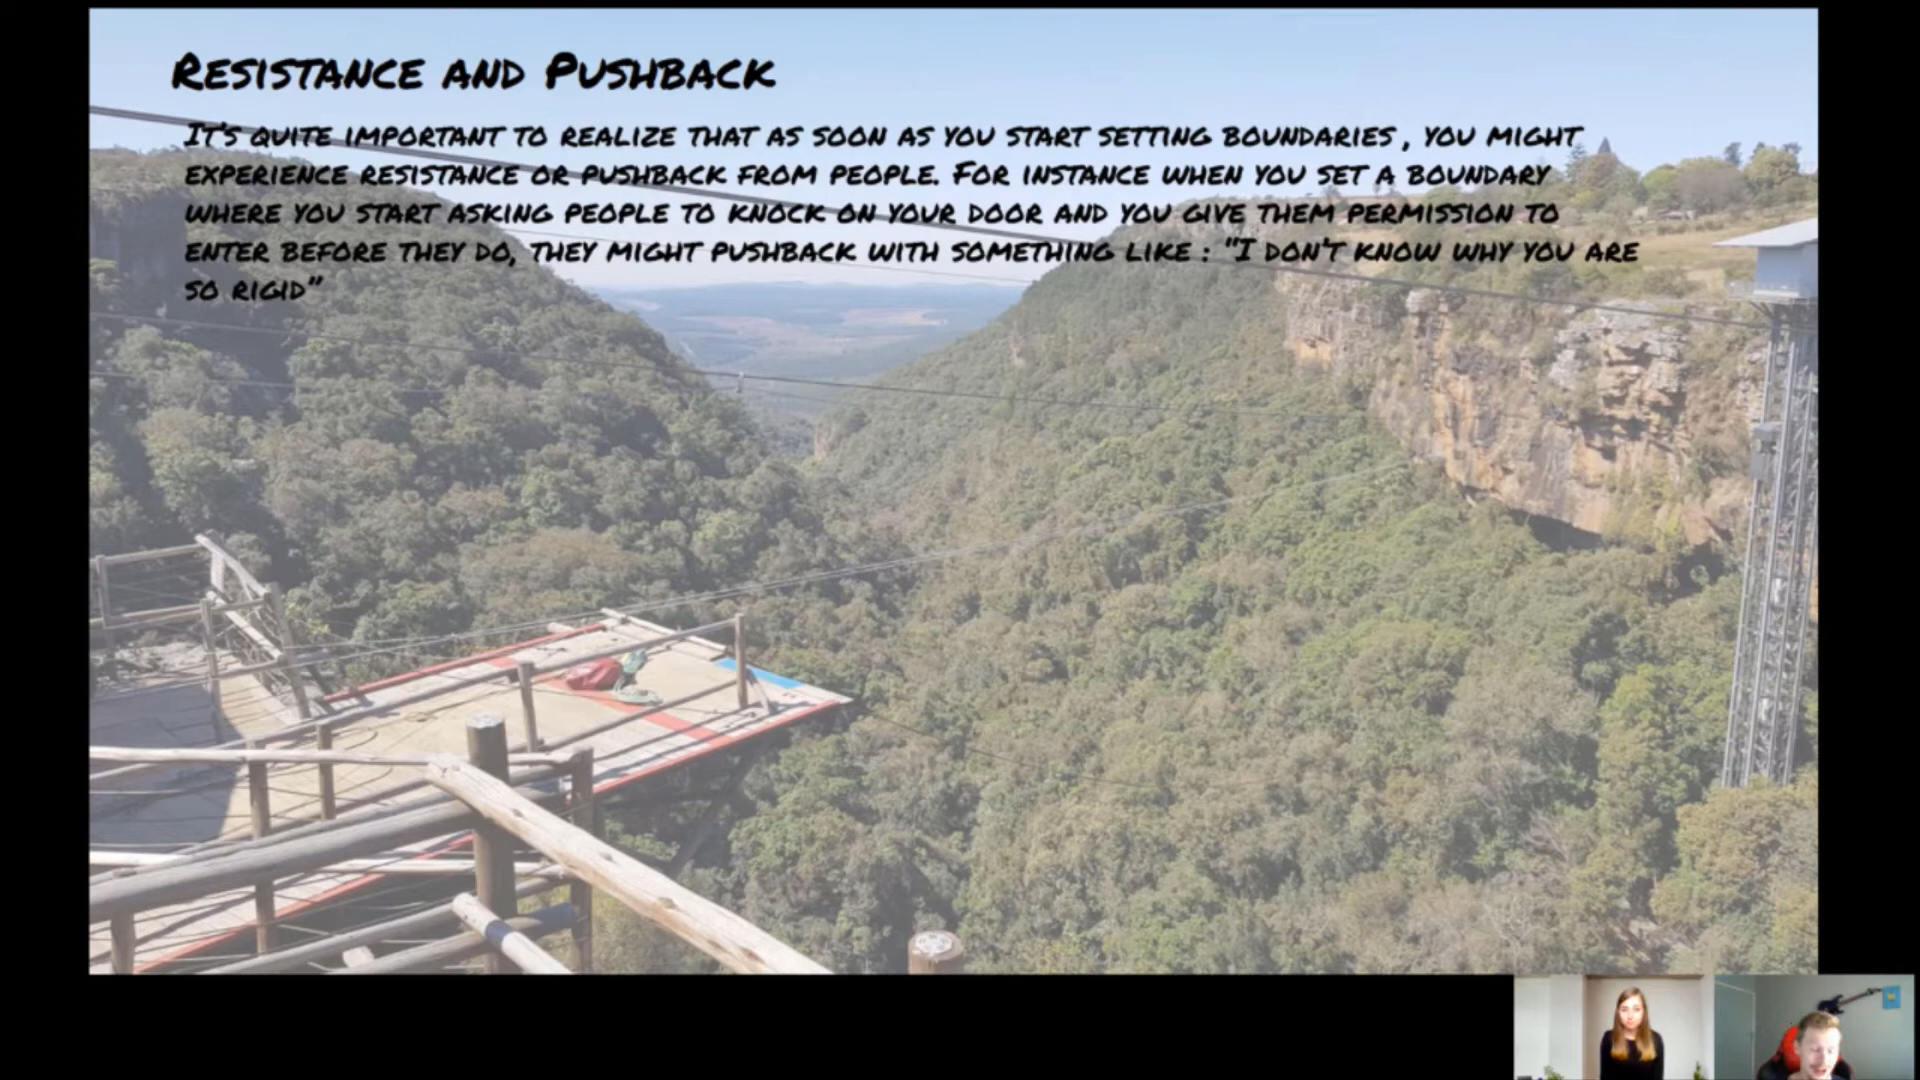 Resistance and Pushback
It's quite important to realize that as soon as you start setting boundaries , you might
experience resistance or pushback from people. For instance when you set a boundary
where you start asking people to knock on your door and you give them permission to
enter before they do, they might pushback with something like : "I don't know why you are
so rigid"